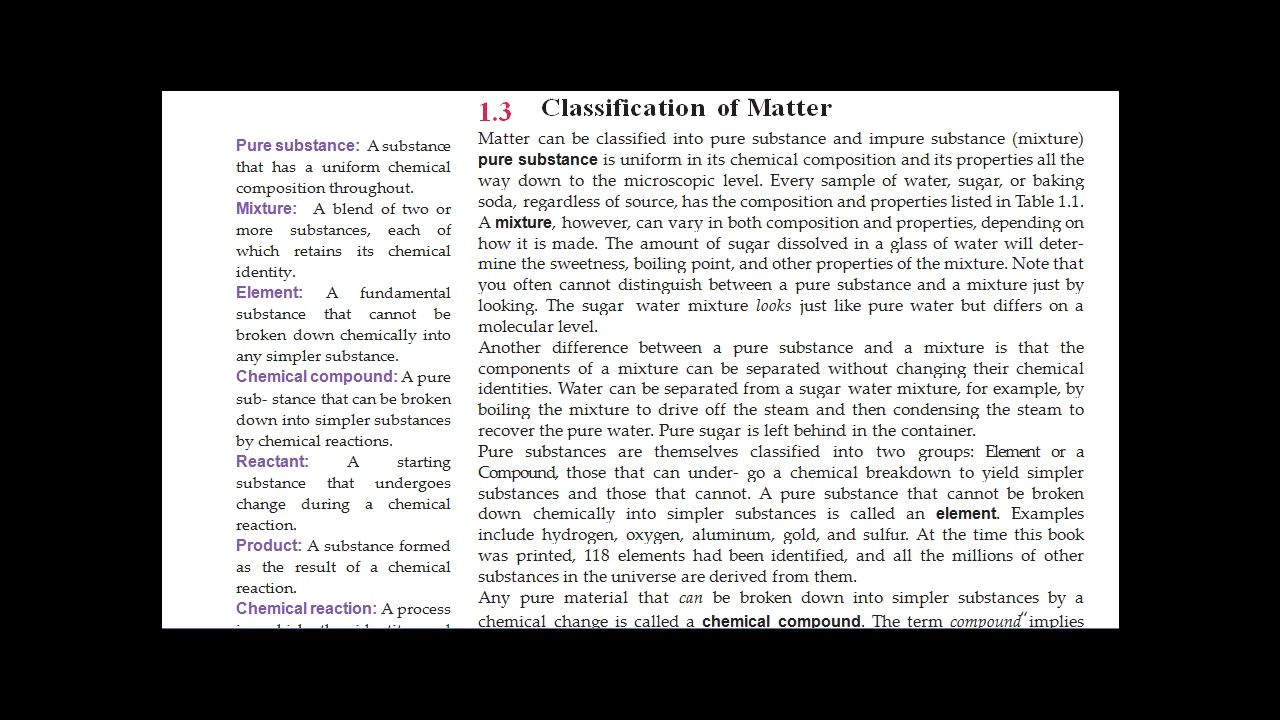 1.3 Classification of Matter
Pure substance: A substance
that has a uniform chemical
composition throughout.
Mixture: A blend of two or
more substances, each of
which retains its chemical
identity.
Element: A fundamental
substance that cannot be
broken down chemically into
any simpler substance.
Chemical compound: A pure
sub- stance that can be broken
down into simpler substances
by chemical reactions.
Reactant: A starting
substance that undergoes
change during a chemical
reaction.
Product: A substance formed
as the result of a chemical
reaction.
Chemical reaction: A process
Matter can be classified into pure substance and impure substance (mixture)
pure substance is uniform in its chemical composition and its properties all the
way down to the microscopic level. Every sample of water, sugar, or baking
soda, regardless of source, has the composition and properties listed in Table 1.1.
A mixture, however, can vary in both composition and properties, depending on
how it is made. The amount of sugar dissolved in a glass of water will deter-
mine the sweetness, boiling point, and other properties of the mixture. Note that
you often cannot distinguish between a pure substance and a mixture just by
looking. The sugar water mixture looks just like pure water but differs on a
molecular level.
Another difference between a pure substance and a mixture is that the
components of a mixture can be separated without changing their chemical
identities. Water can be separated from a sugar water mixture, for example, by
boiling the mixture to drive off the steam and then condensing the steam to
recover the pure water. Pure sugar is left behind in the container.
Pure substances are themselves classified into two groups: Element or a
Compound, those that can under- go a chemical breakdown to yield simpler
substances and those that cannot. A pure substance that cannot be broken
down chemically into simpler substances is called an element. Examples
include hydrogen, oxygen, aluminum, gold, and sulfur. At the time this book
was printed, 118 elements had been identified, and all the millions of other
substances in the universe are derived from them.
Any pure material that can be broken down into simpler substances by a
chemical change is called a chemical compound. The term compound″ implies